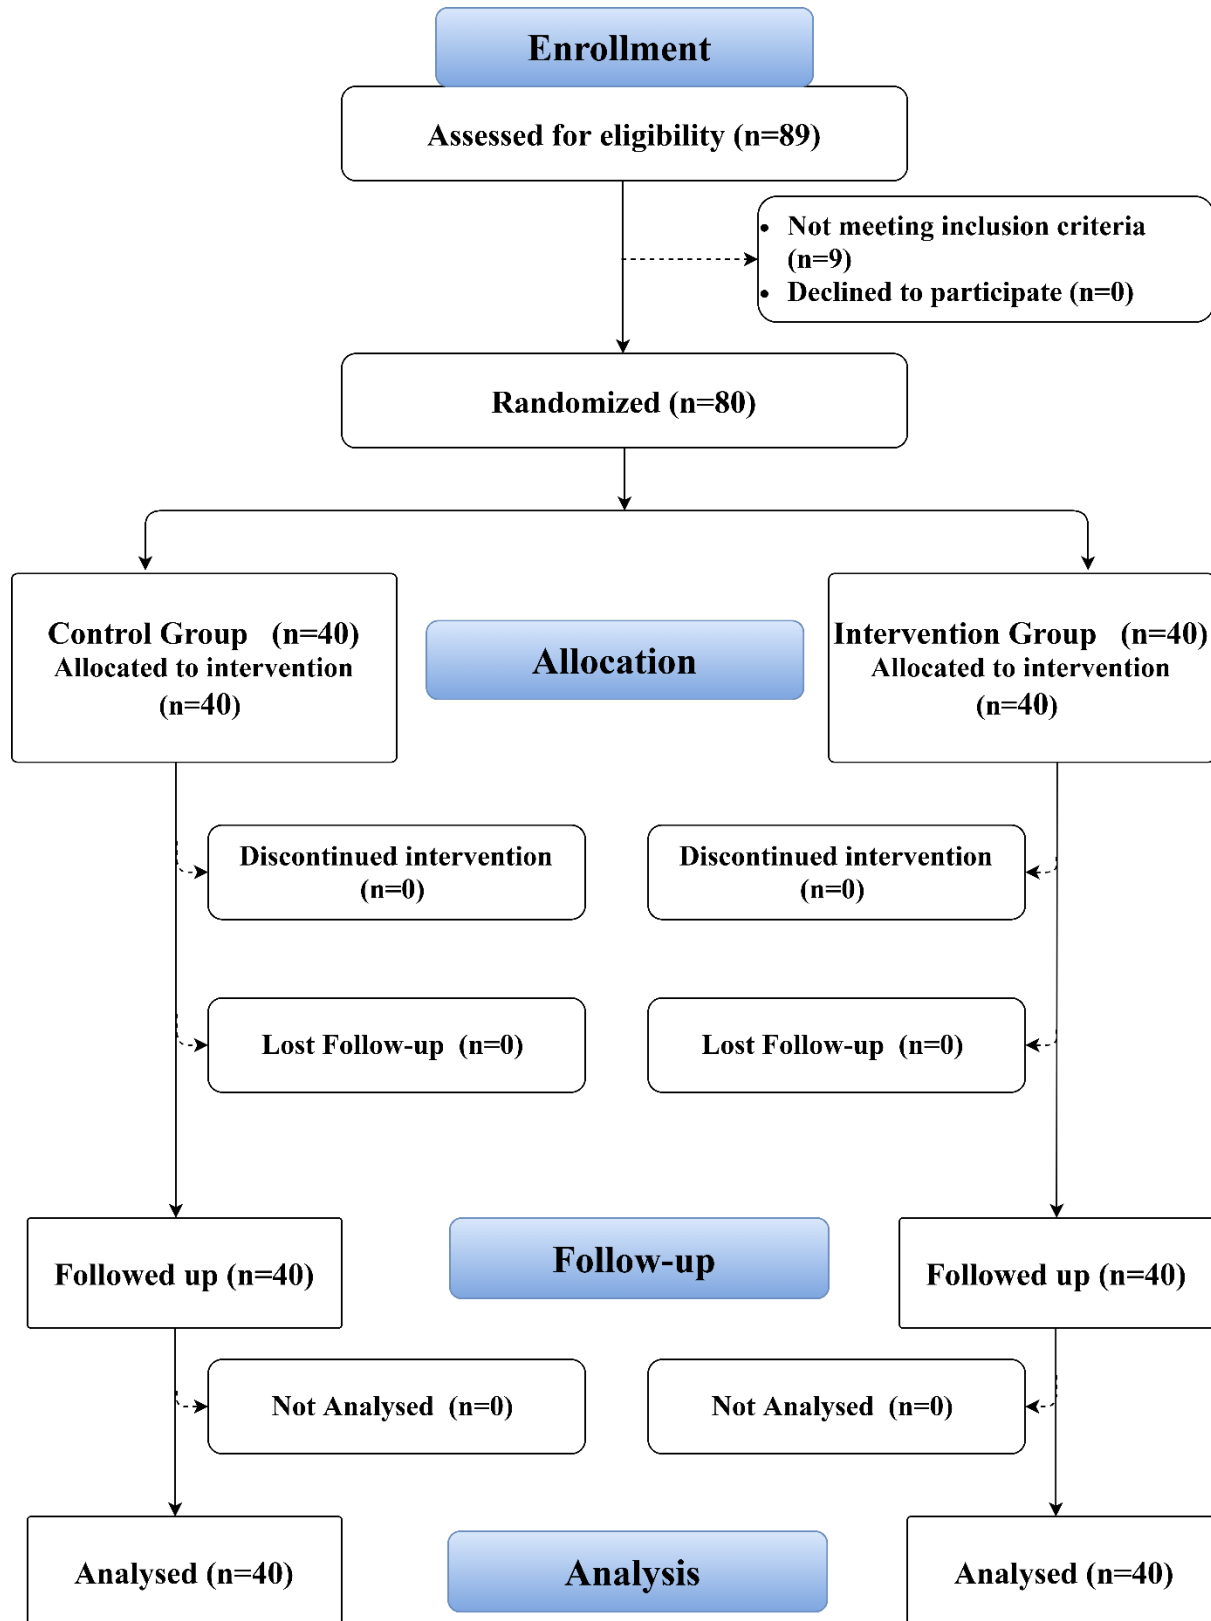 Enrollment
Assessed for eligibility (n=89)
• Not meeting inclusion criteria
(n=9)
• Declined to participate (n=0)
Randomized (n=80)
Control Group (n=40)
Allocated to intervention
(n=40)
Allocation
Intervention Group (n=40)
Allocated to intervention
(n=40)
Discontinued intervention
(n=0)
Discontinued intervention
(n=0)
Lost Follow-up (n=0)
Lost Follow-up (n=0)
Followed up (n=40)
Follow-up
Followed up (n=40)
Not Analysed (n=0)
Not Analysed (n=0)
Analysed (n=40)
Analysis
Analysed (n=40)